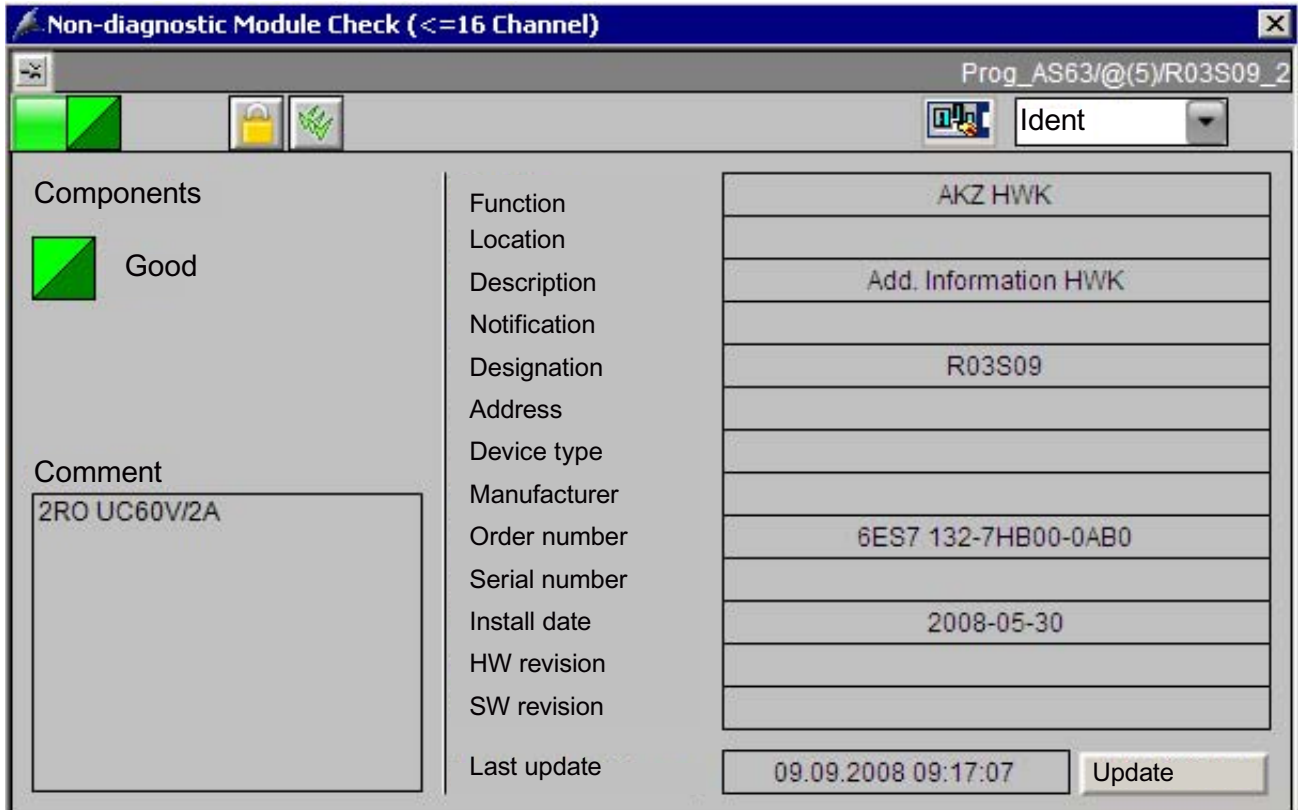 Non-diagnostic Module Check (<=16 Channel)
Prog_AS63/@(5)/R03S09_2
Ident
Components
Good
Comment
2RO UC60V/2A
Function AKZ HWK
Location
Description Add. Information HWK
Notification
Designation R03S09
Address
Device type
Manufacturer
Order number 6ES7 132-7HB00-0AB0
Serial number
Install date 2008-05-30
HW revision
SW revision
Last update 09.09.2008 09:17:07 Update